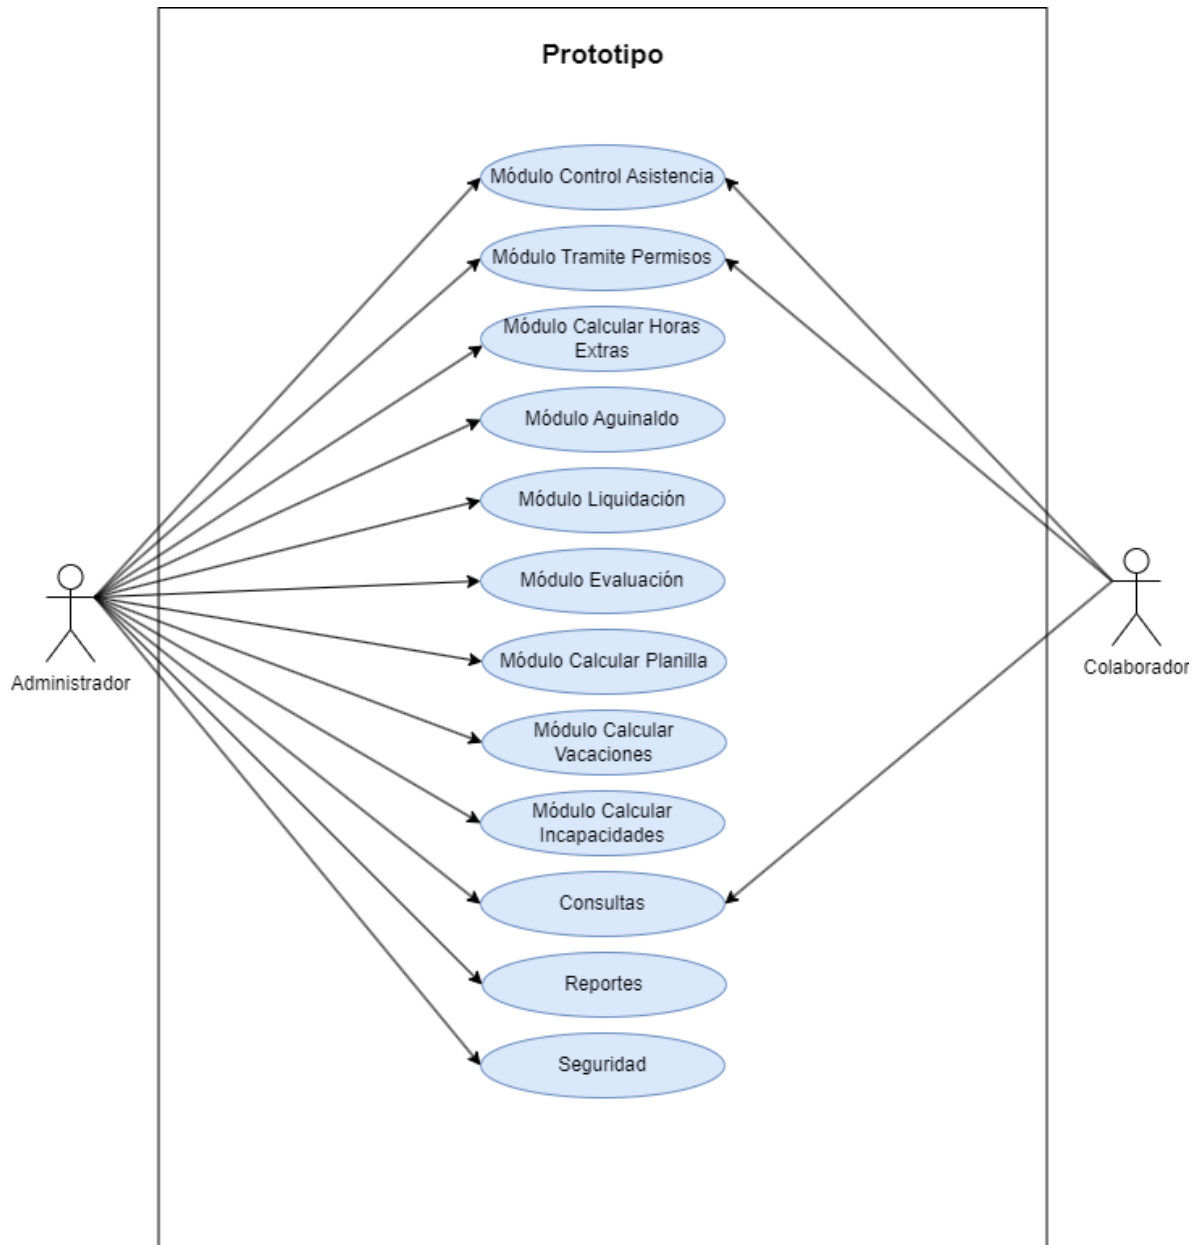 Prototipo
Módulo Control Asistencia
Módulo Tramite Permisos
Módulo Calcular Horas
Extras
Módulo Aguinaldo
Módulo Liquidación
Módulo Evaluación
Administrador
Colaborador
Módulo Calcular Planilla
Módulo Calcular
Vacaciones
Módulo Calcular
Incapacidades
Consultas
Reportes
Seguridad